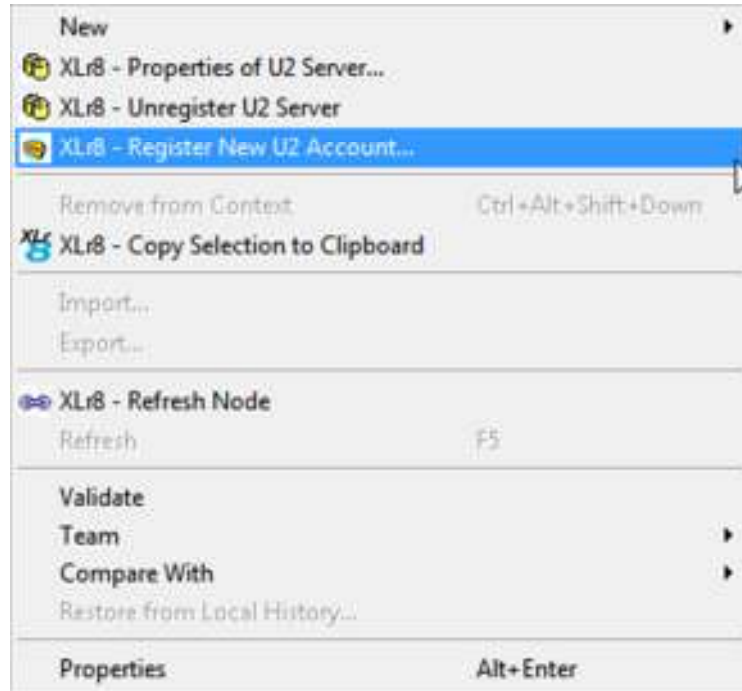 New
XLr8 - Properties of U2 Server...
XLr8 - Unregister U2 Server
XLr8 - Register New U2 Account...
Remove from Context Ctrl+Alt+Shift+Down
XLr8 XLr8 - Copy Selection to Clipboard
Import...
Export...
XLr8 - Refresh Node
Refresh F5
Validate
Team
Compare With
Restore from Local History...
Properties Alt+Enter